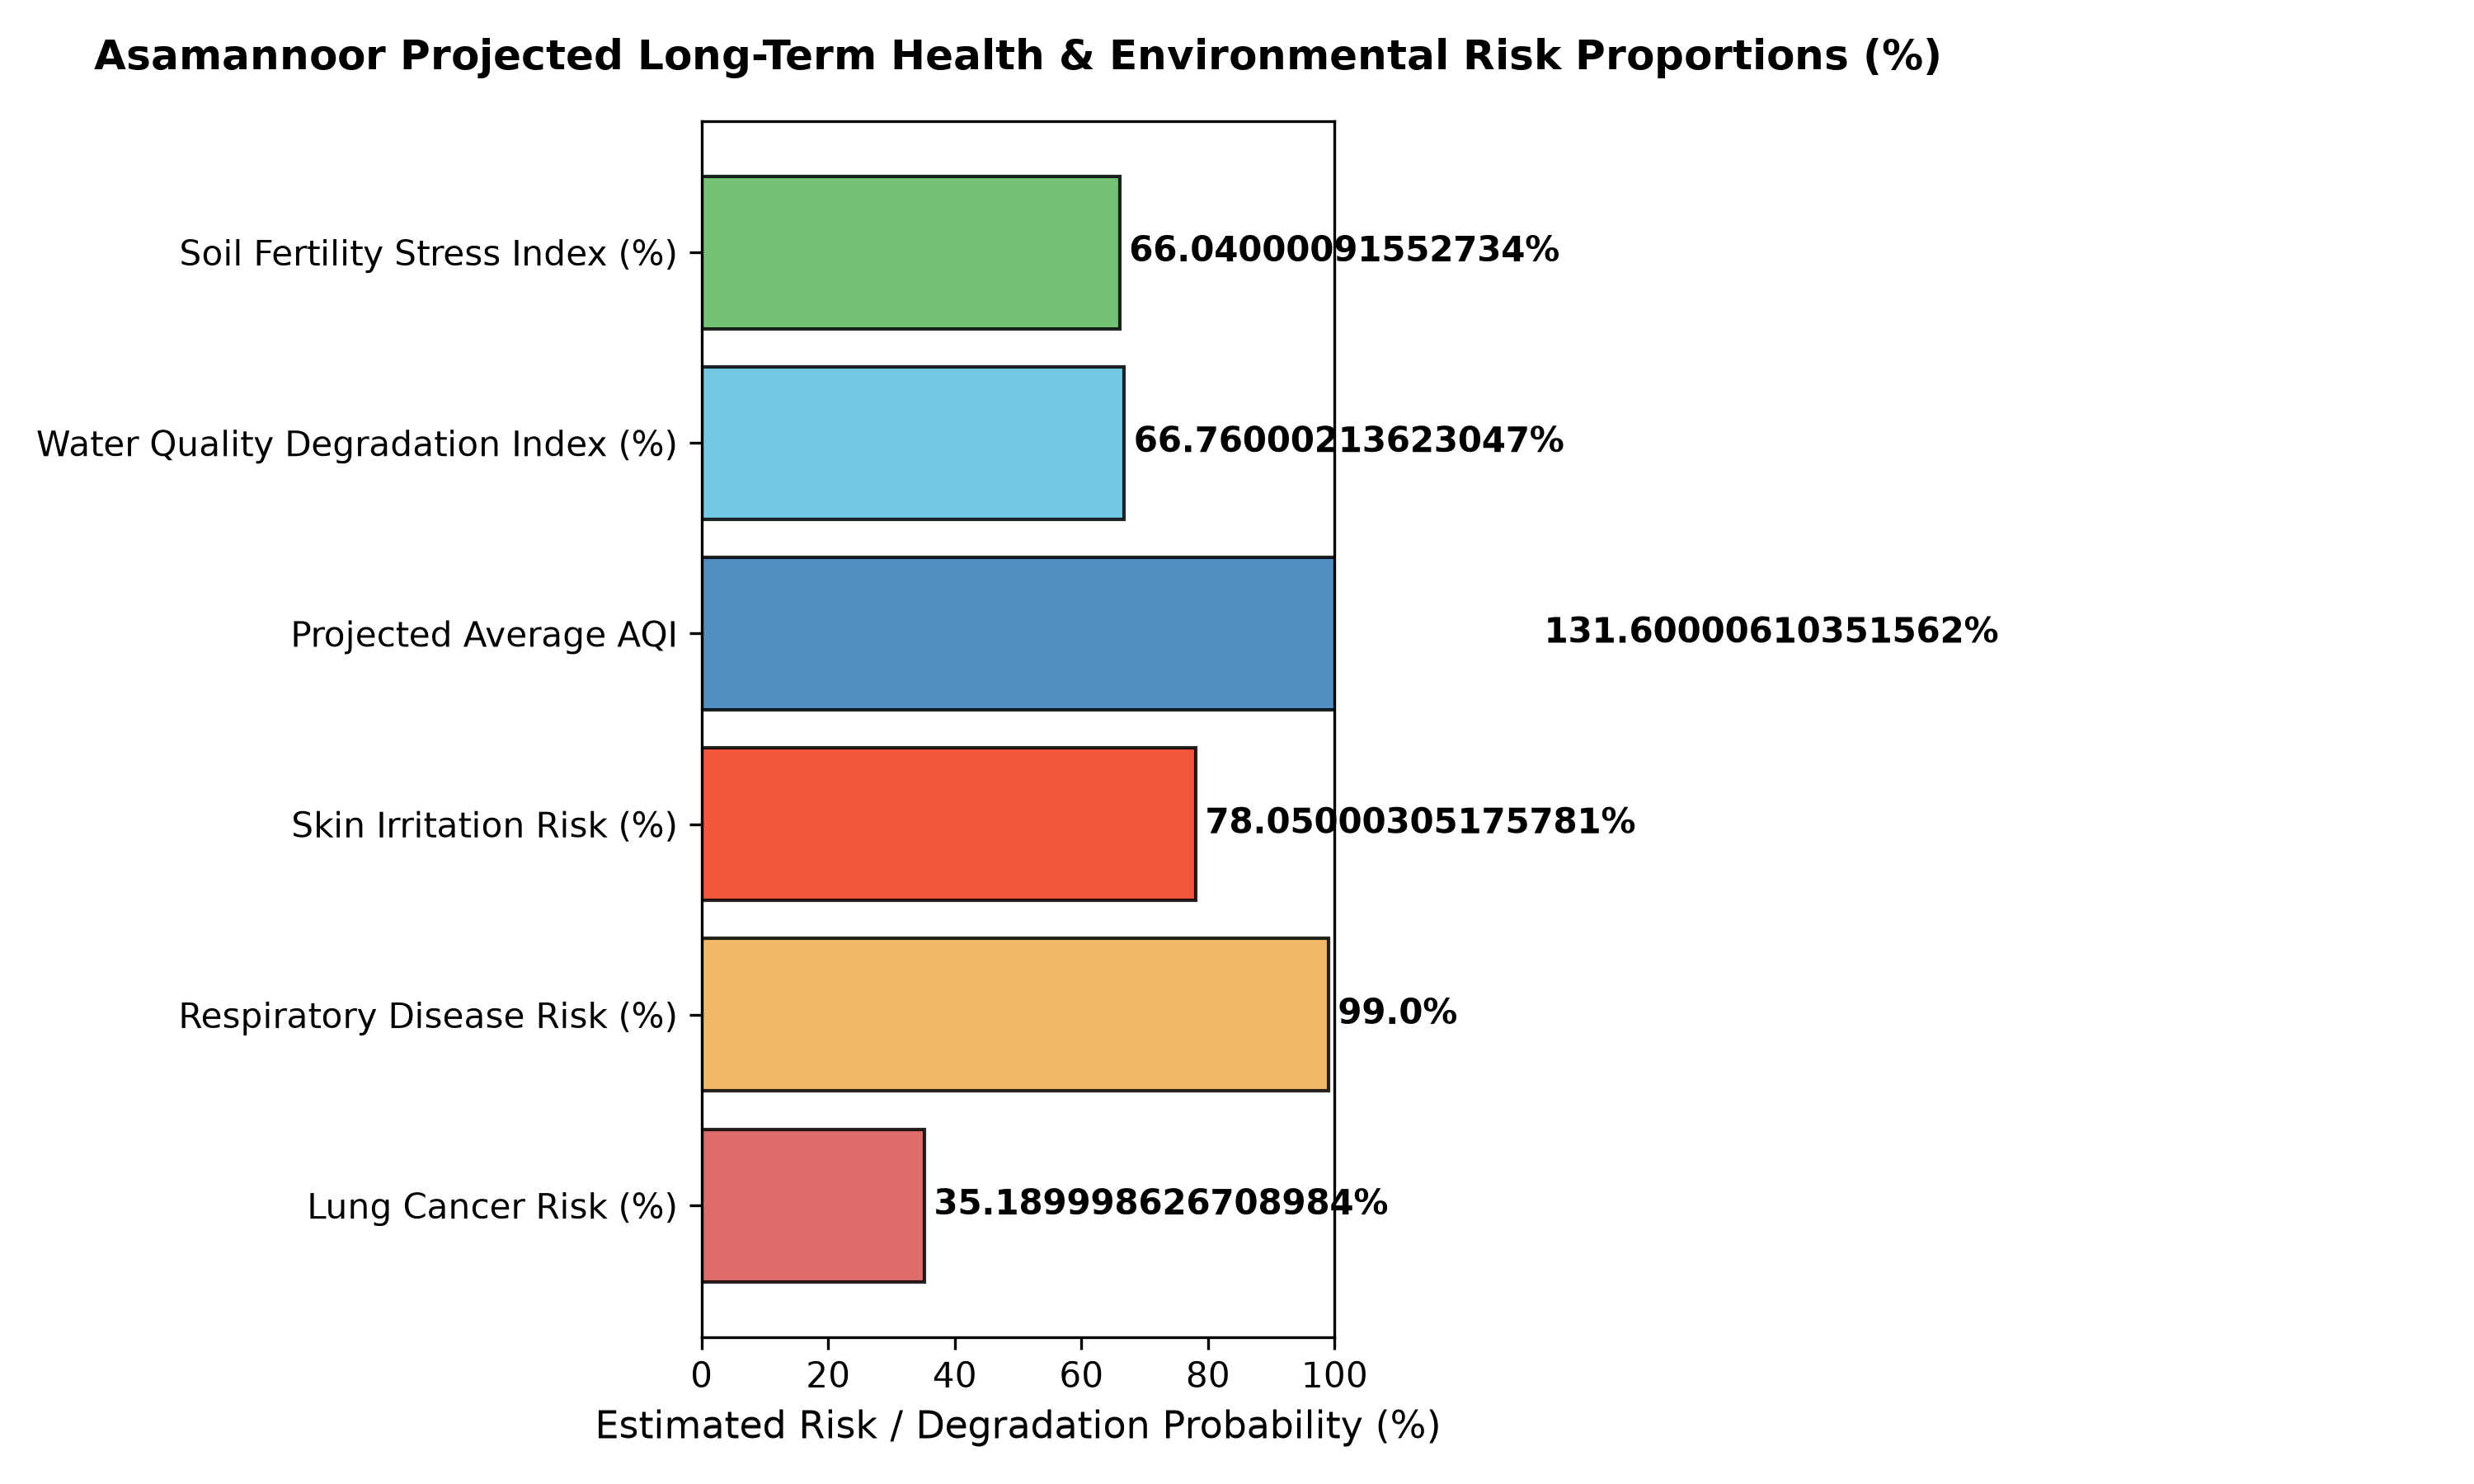 Asamannoor Projected Long-Term Health & Environmental Risk Proportions (%)
Soil Fertility Stress Index (%)
66.04000091552734%
Water Quality Degradation Index (%)
66.76000213623047%
Projected Average AQI
131.60000610351562%
Skin Irritation Risk (%)
78.05000305175781%
Respiratory Disease Risk (%)
99.0%
Lung Cancer Risk (%)
35.189998626708984%
0 20 40 60 80 100
Estimated Risk / Degradation Probability (%)